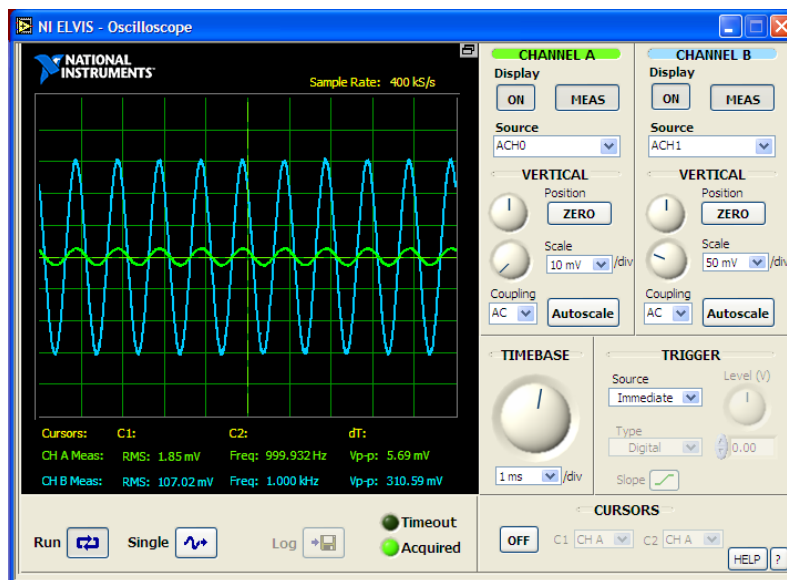 NI ELVIS - Oscilloscope
NATIONAL
INSTRUMENTS™
Sample Rate: 400 kS/s
Cursors: C1: C2: dT:
CH A Meas: RMS: 1.85 mV Freq: 999.932 Hz Vp-p: 5.69 mV
CH B Meas: RMS: 107.02 mV Freq: 1.000 kHz Vp-p: 310.59 mV
Run Single Log Timeout
Acquired
CHANNEL A
Display
ON MEAS
Source
ACH0
VERTICAL
Position
ZERO
Scale
10 mV /div
Coupling
AC Autoscale
CHANNEL B
Display
ON MEAS
Source
ACH1
VERTICAL
Position
ZERO
Scale
50 mV /div
Coupling
AC Autoscale
TIMEBASE
1 ms /div
TRIGGER
Source Level (V)
Immediate
Type
Digital 0.00
Slope
CURSORS
OFF C1 CH A C2 CH A
HELP ?